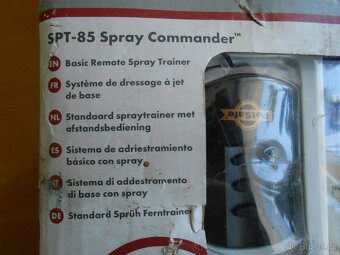 SPT-85 Spray Commander™
EN Basic Remote Spray Trainer
FR Système de dressage à jet
de base
NL Standaard spraytrainer met
afstandsbediening
ES Sistema de adriestramiento
básico con spray
IT Sistema di addestramento
di base con spray
DE Standard Sprüh Ferntrainer
PetSafe